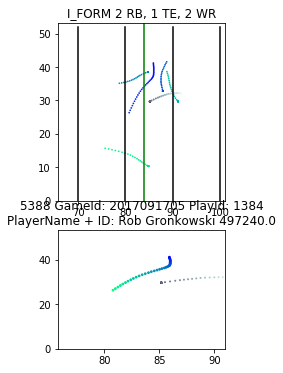 I_FORM 2 RB, 1 TE, 2 WR
50
40
30
20
10
0
70 80 90 100
5388 GameId: 2017091705 PlayId: 1384
PlayerName + ID: Rob Gronkowski 497240.0
40
20
0
80 85 90